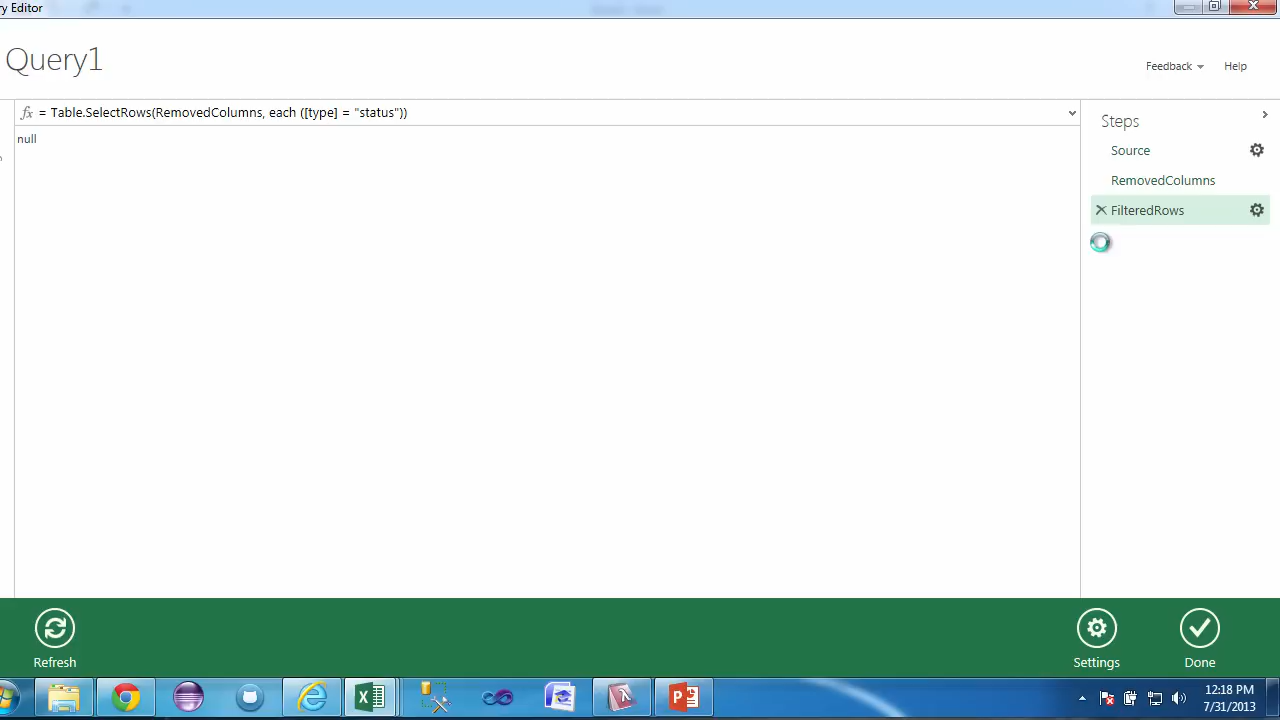 ry Editor
Query1
Feedback
Help
fx = Table.SelectRows(RemovedColumns, each ([type] = "status"))
null
Steps
Source
RemovedColumns
FilteredRows
Refresh
Settings
Done
12:18 PM
7/31/2013